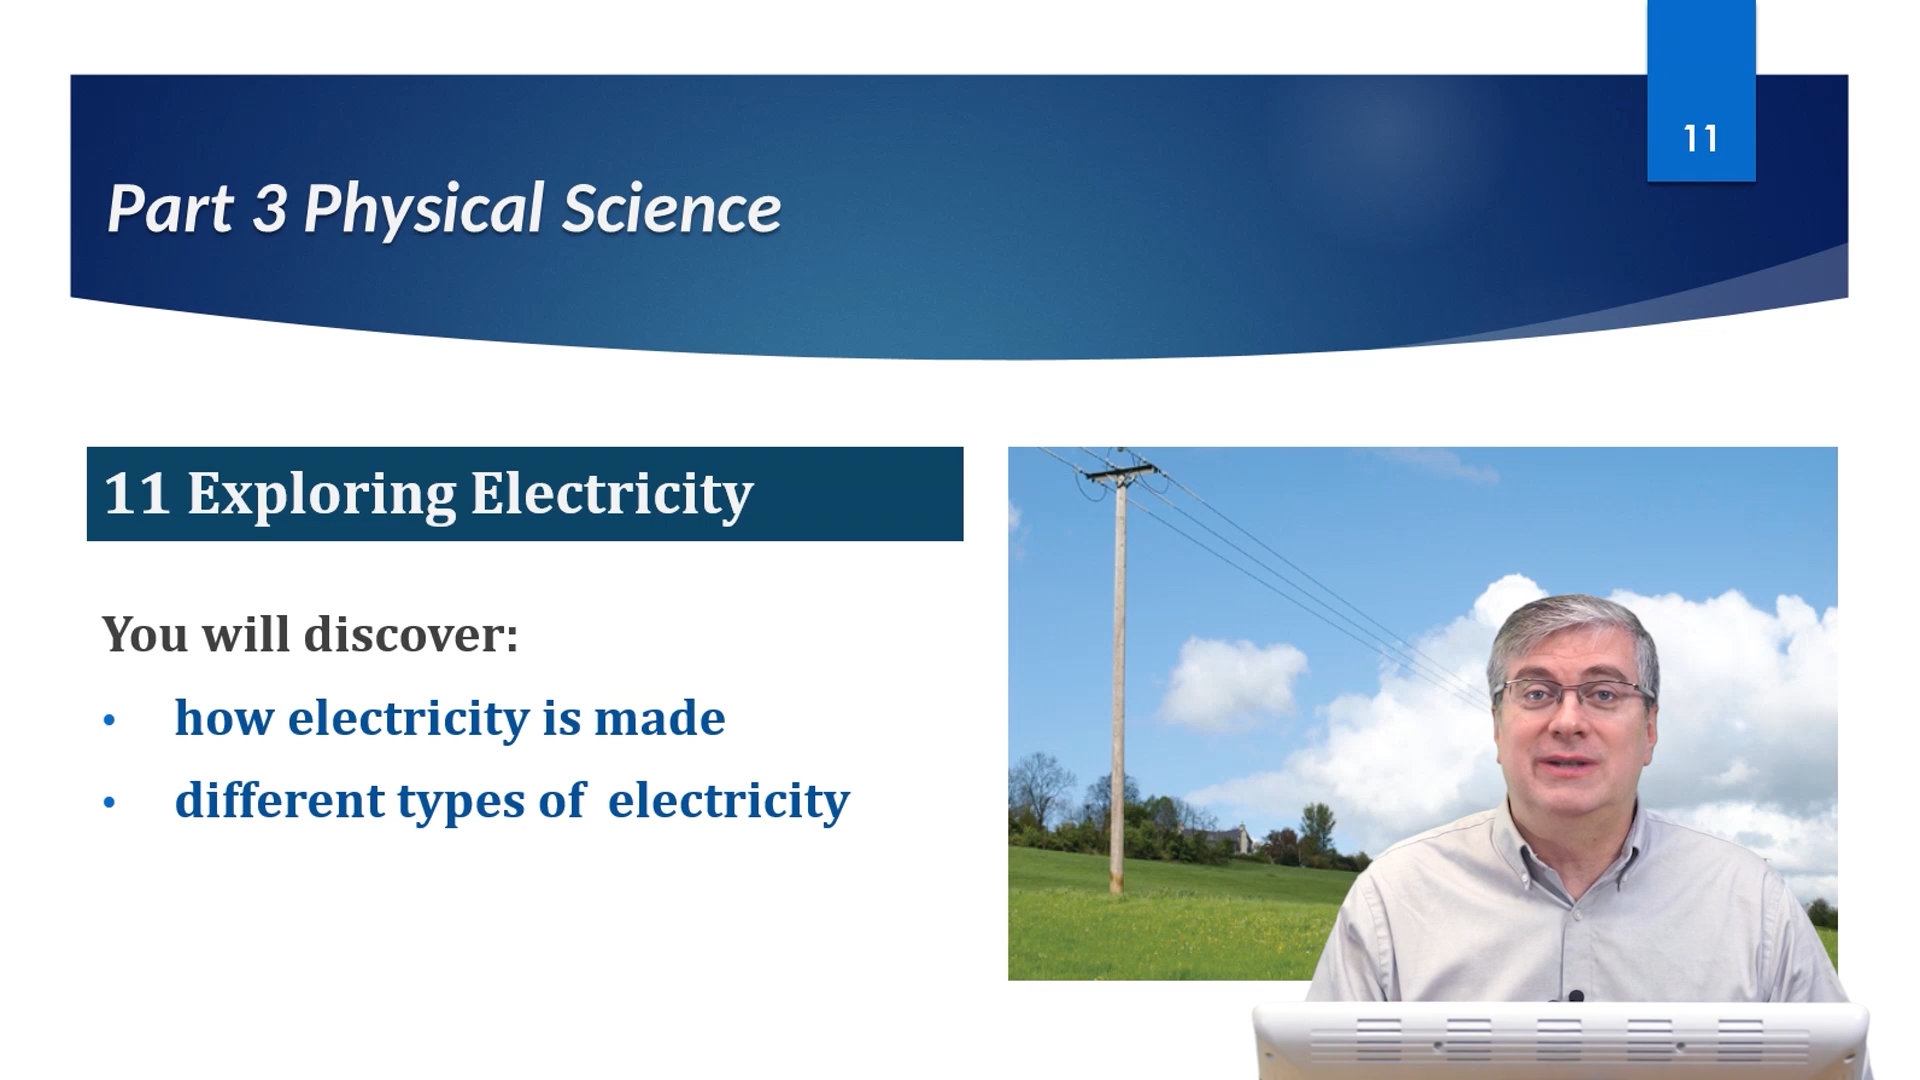 11
Part 3 Physical Science
11 Exploring Electricity
You will discover:
• how electricity is made
• different types of  electricity